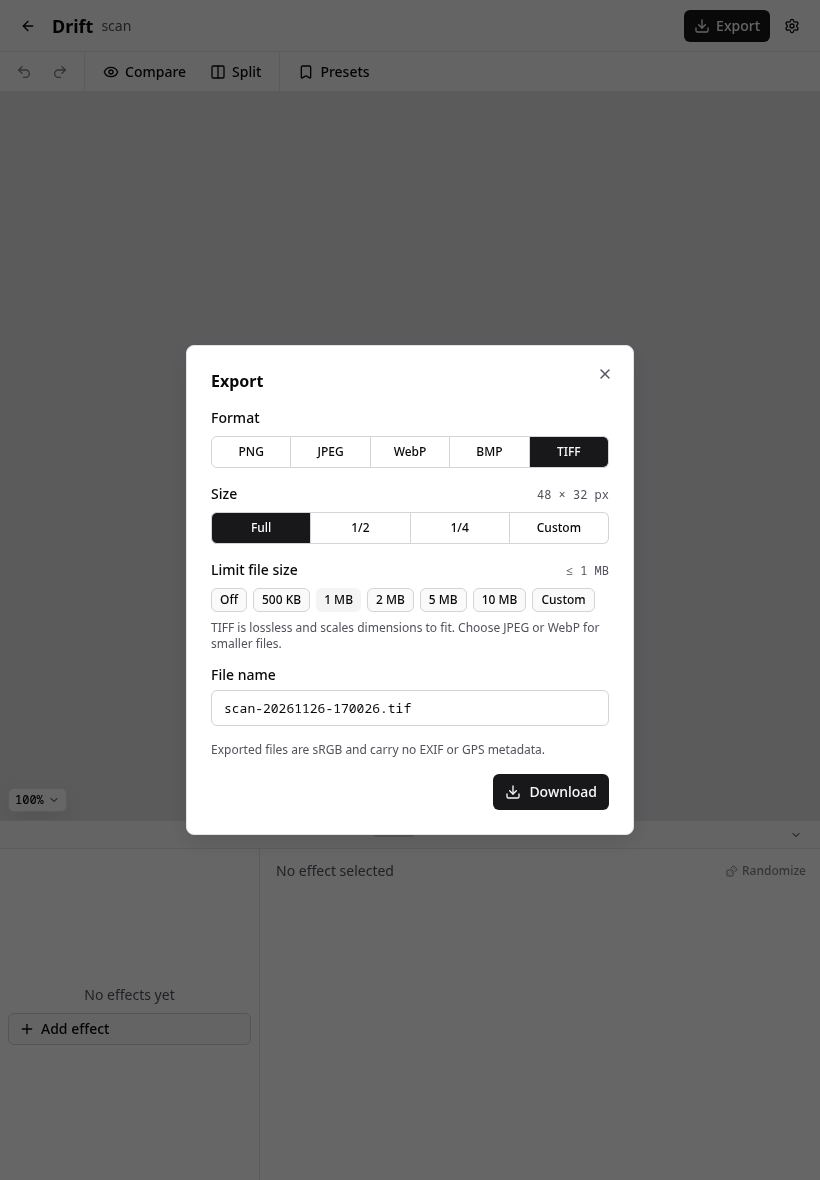 Drift scan
Export
Compare
Split
Presets
Export
Format
PNG
JPEG
WebP
BMP
TIFF
Size
48 × 32 px
Full
1/2
1/4
Custom
Limit file size
≤ 1 MB
Off
500 KB
1 MB
2 MB
5 MB
10 MB
Custom
TIFF is lossless and scales dimensions to fit. Choose JPEG or WebP for
smaller files.
File name
scan-20261126-170026.tif
Exported files are sRGB and carry no EXIF or GPS metadata.
Download
100%
No effect selected
Randomize
No effects yet
Add effect